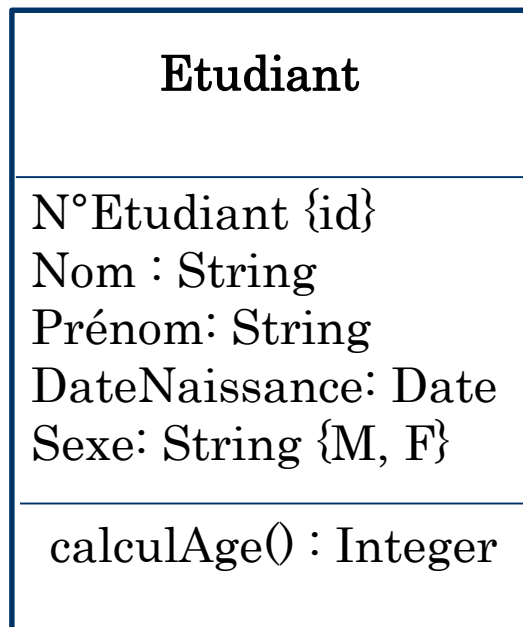 Etudiant
N°Etudiant {id}
Nom : String
Prénom: String
DateNaissance: Date
Sexe: String {M, F}
calculAge() : Integer